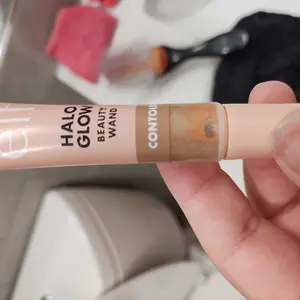 e.l.f.
HALO
GLOW
BEAUTY
WAND
CONTOUR